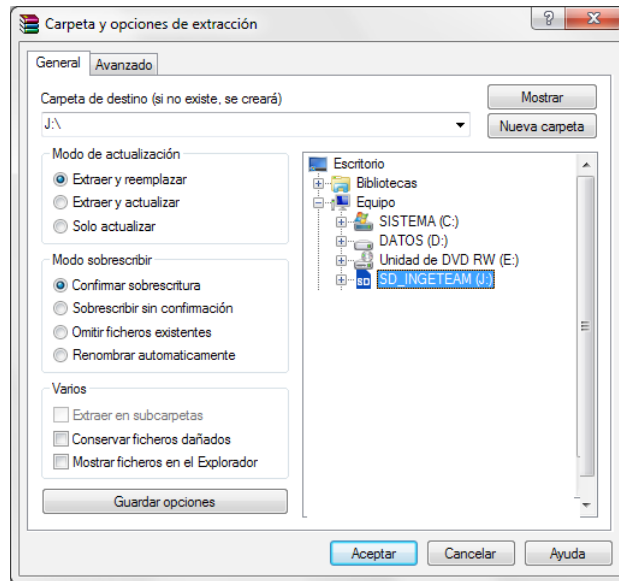 Carpeta y opciones de extracción
General Avanzado
Carpeta de destino (si no existe, se creará)
Mostrar
J:\
Nueva carpeta
Modo de actualización
Extraer y reemplazar
Extraer y actualizar
Solo actualizar
Modo sobrescribir
Confirmar sobrescritura
Sobrescribir sin confirmación
Omitir ficheros existentes
Renombrar automaticamente
Varios
Extraer en subcarpetas
Conservar ficheros dañados
Mostrar ficheros en el Explorador
Guardar opciones
Escritorio
Bibliotecas
Equipo
SISTEMA (C:)
DATOS (D:)
Unidad de DVD RW (E:)
SD SD_INGETEAM (J:)
Aceptar Cancelar Ayuda